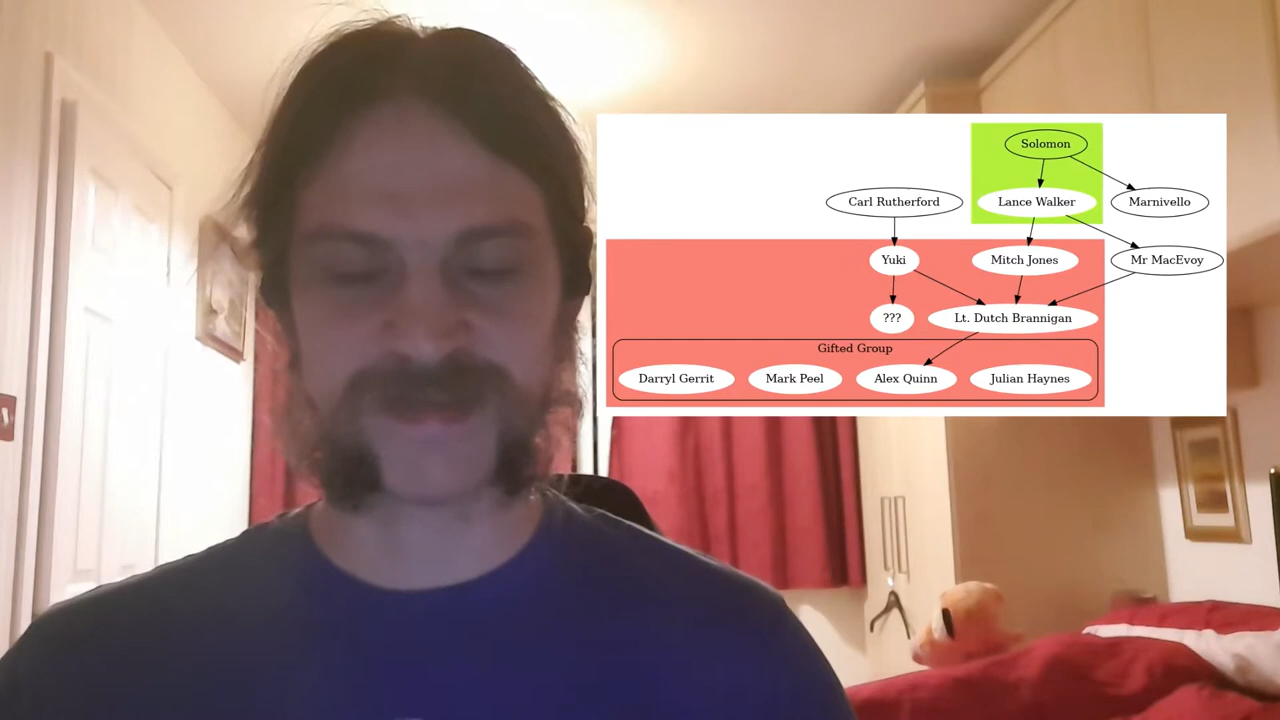 Solomon
Carl Rutherford
Lance Walker
Marnivello
Yuki
Mitch Jones
Mr MacEvoy
???
Lt. Dutch Brannigan
Gifted Group
Darryl Gerrit
Mark Peel
Alex Quinn
Julian Haynes